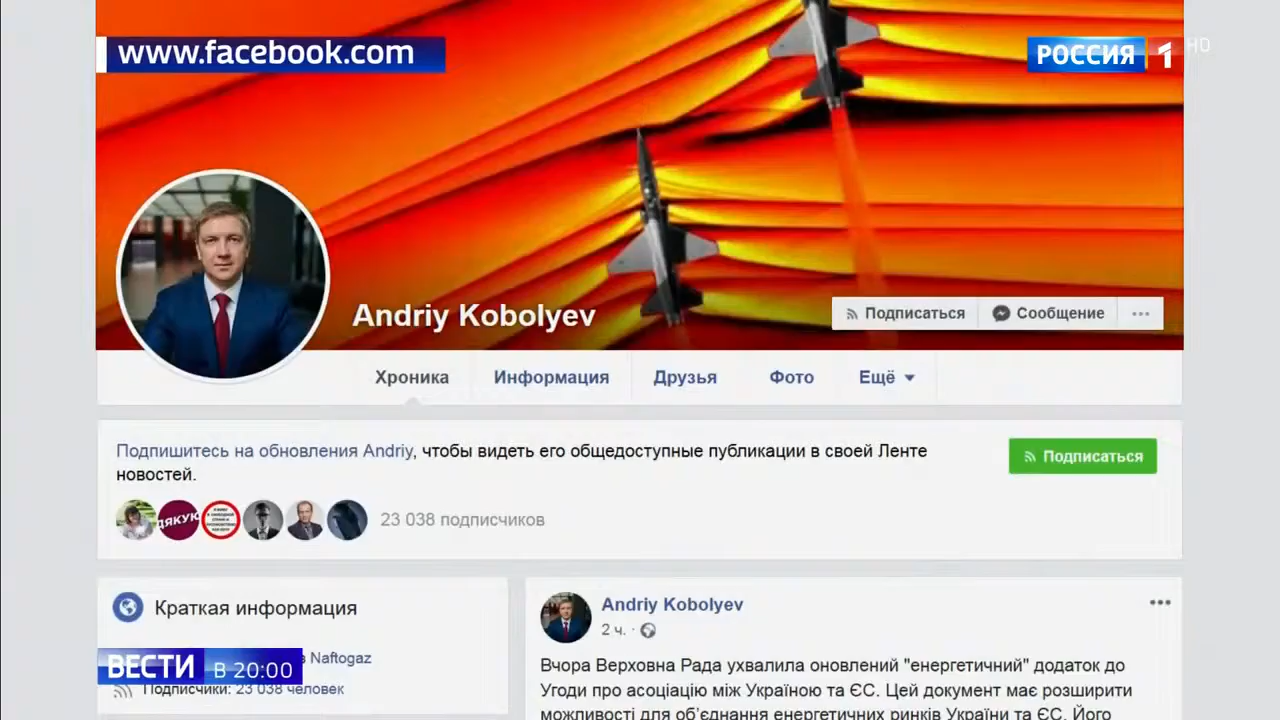 www.facebook.com
РОССИЯ 1 HD
Andriy Kobolyev
Подписаться
Сообщение
Хроника
Информация
Друзья
Фото
Ещё
Подпишитесь на обновления Andriy, чтобы видеть его общедоступные публикации в своей Ленте
новостей.
ДЯКУЮ
23 038 подписчиков
Подписаться
Краткая информация
в Naftogaz
Подписчики: 23 038 человек
ВЕСТИ В 20:00
Andriy Kobolyev
2 ч.
Вчора Верховна Рада ухвалила оновлений "енергетичний" додаток до
Угоди про асоціацію між Україною та ЄС. Цей документ має розширити
можливості для об’єднання енергетичних ринків України та ЄС. Його